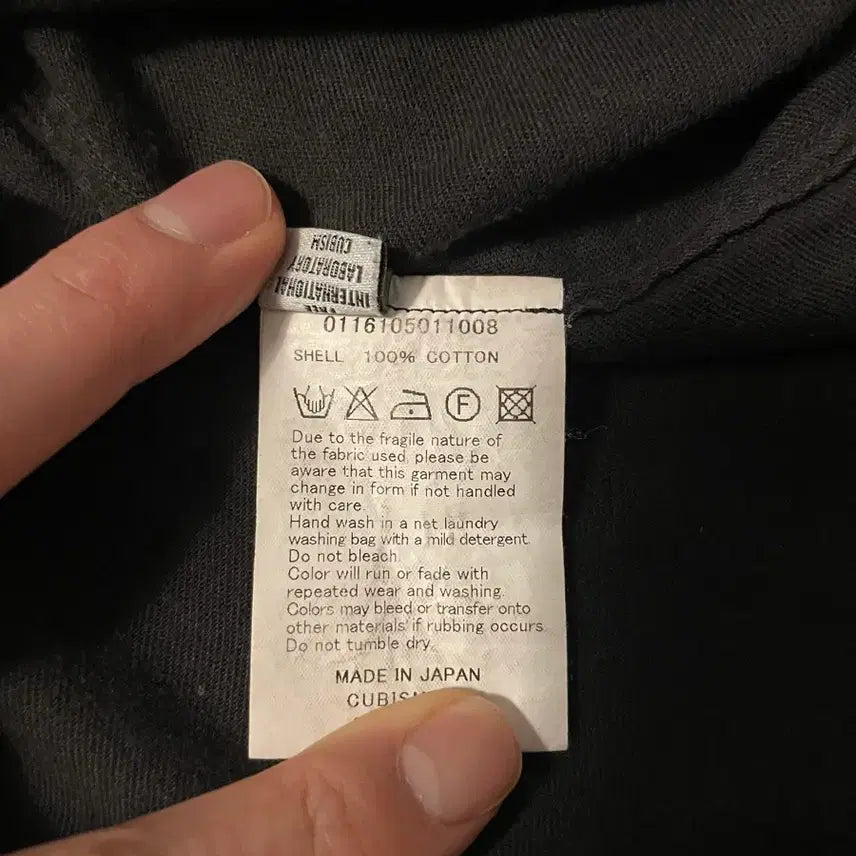 CUBISM
LABORATORY
INTERNATIONAL
0116105011008
SHELL 100% COTTON
F
Due to the fragile nature of
the fabric used, please be
aware that this garment may
change in form if not handled
with care.
Hand wash in a net laundry
washing bag with a mild detergent.
Do not bleach.
Color will run or fade with
repeated wear and washing.
Colors may bleed or transfer onto
other materials if rubbing occurs.
Do not tumble dry.
MADE IN JAPAN